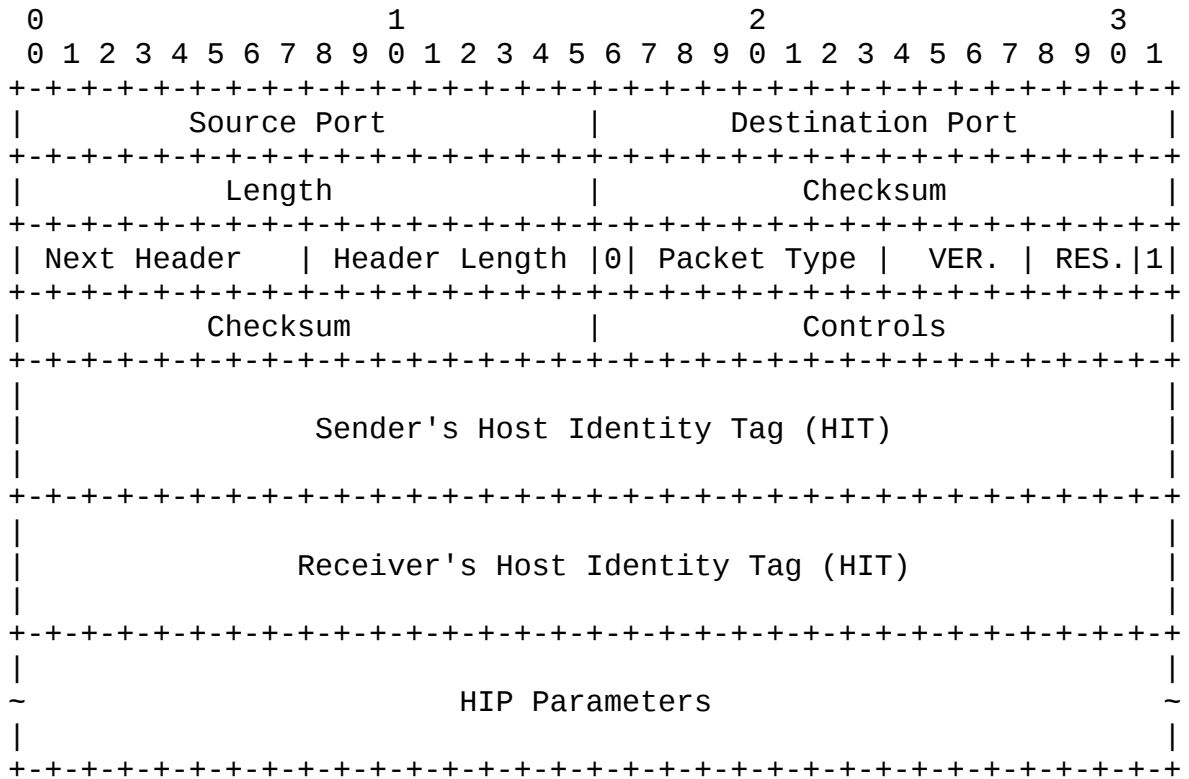 0                   1                   2                   3
 0 1 2 3 4 5 6 7 8 9 0 1 2 3 4 5 6 7 8 9 0 1 2 3 4 5 6 7 8 9 0 1
+-+-+-+-+-+-+-+-+-+-+-+-+-+-+-+-+-+-+-+-+-+-+-+-+-+-+-+-+-+-+-+-+
|         Source Port           |       Destination Port        |
+-+-+-+-+-+-+-+-+-+-+-+-+-+-+-+-+-+-+-+-+-+-+-+-+-+-+-+-+-+-+-+-+
|           Length              |           Checksum            |
+-+-+-+-+-+-+-+-+-+-+-+-+-+-+-+-+-+-+-+-+-+-+-+-+-+-+-+-+-+-+-+-+
| Next Header   | Header Length |0| Packet Type |  VER. | RES.|1|
+-+-+-+-+-+-+-+-+-+-+-+-+-+-+-+-+-+-+-+-+-+-+-+-+-+-+-+-+-+-+-+-+
|          Checksum             |           Controls            |
+-+-+-+-+-+-+-+-+-+-+-+-+-+-+-+-+-+-+-+-+-+-+-+-+-+-+-+-+-+-+-+-+
|                                                               |
|                Sender's Host Identity Tag (HIT)               |
|                                                               |
+-+-+-+-+-+-+-+-+-+-+-+-+-+-+-+-+-+-+-+-+-+-+-+-+-+-+-+-+-+-+-+-+
|                                                               |
|               Receiver's Host Identity Tag (HIT)              |
|                                                               |
+-+-+-+-+-+-+-+-+-+-+-+-+-+-+-+-+-+-+-+-+-+-+-+-+-+-+-+-+-+-+-+-+
|                                                               |
~                        HIP Parameters                         ~
|                                                               |
+-+-+-+-+-+-+-+-+-+-+-+-+-+-+-+-+-+-+-+-+-+-+-+-+-+-+-+-+-+-+-+-+